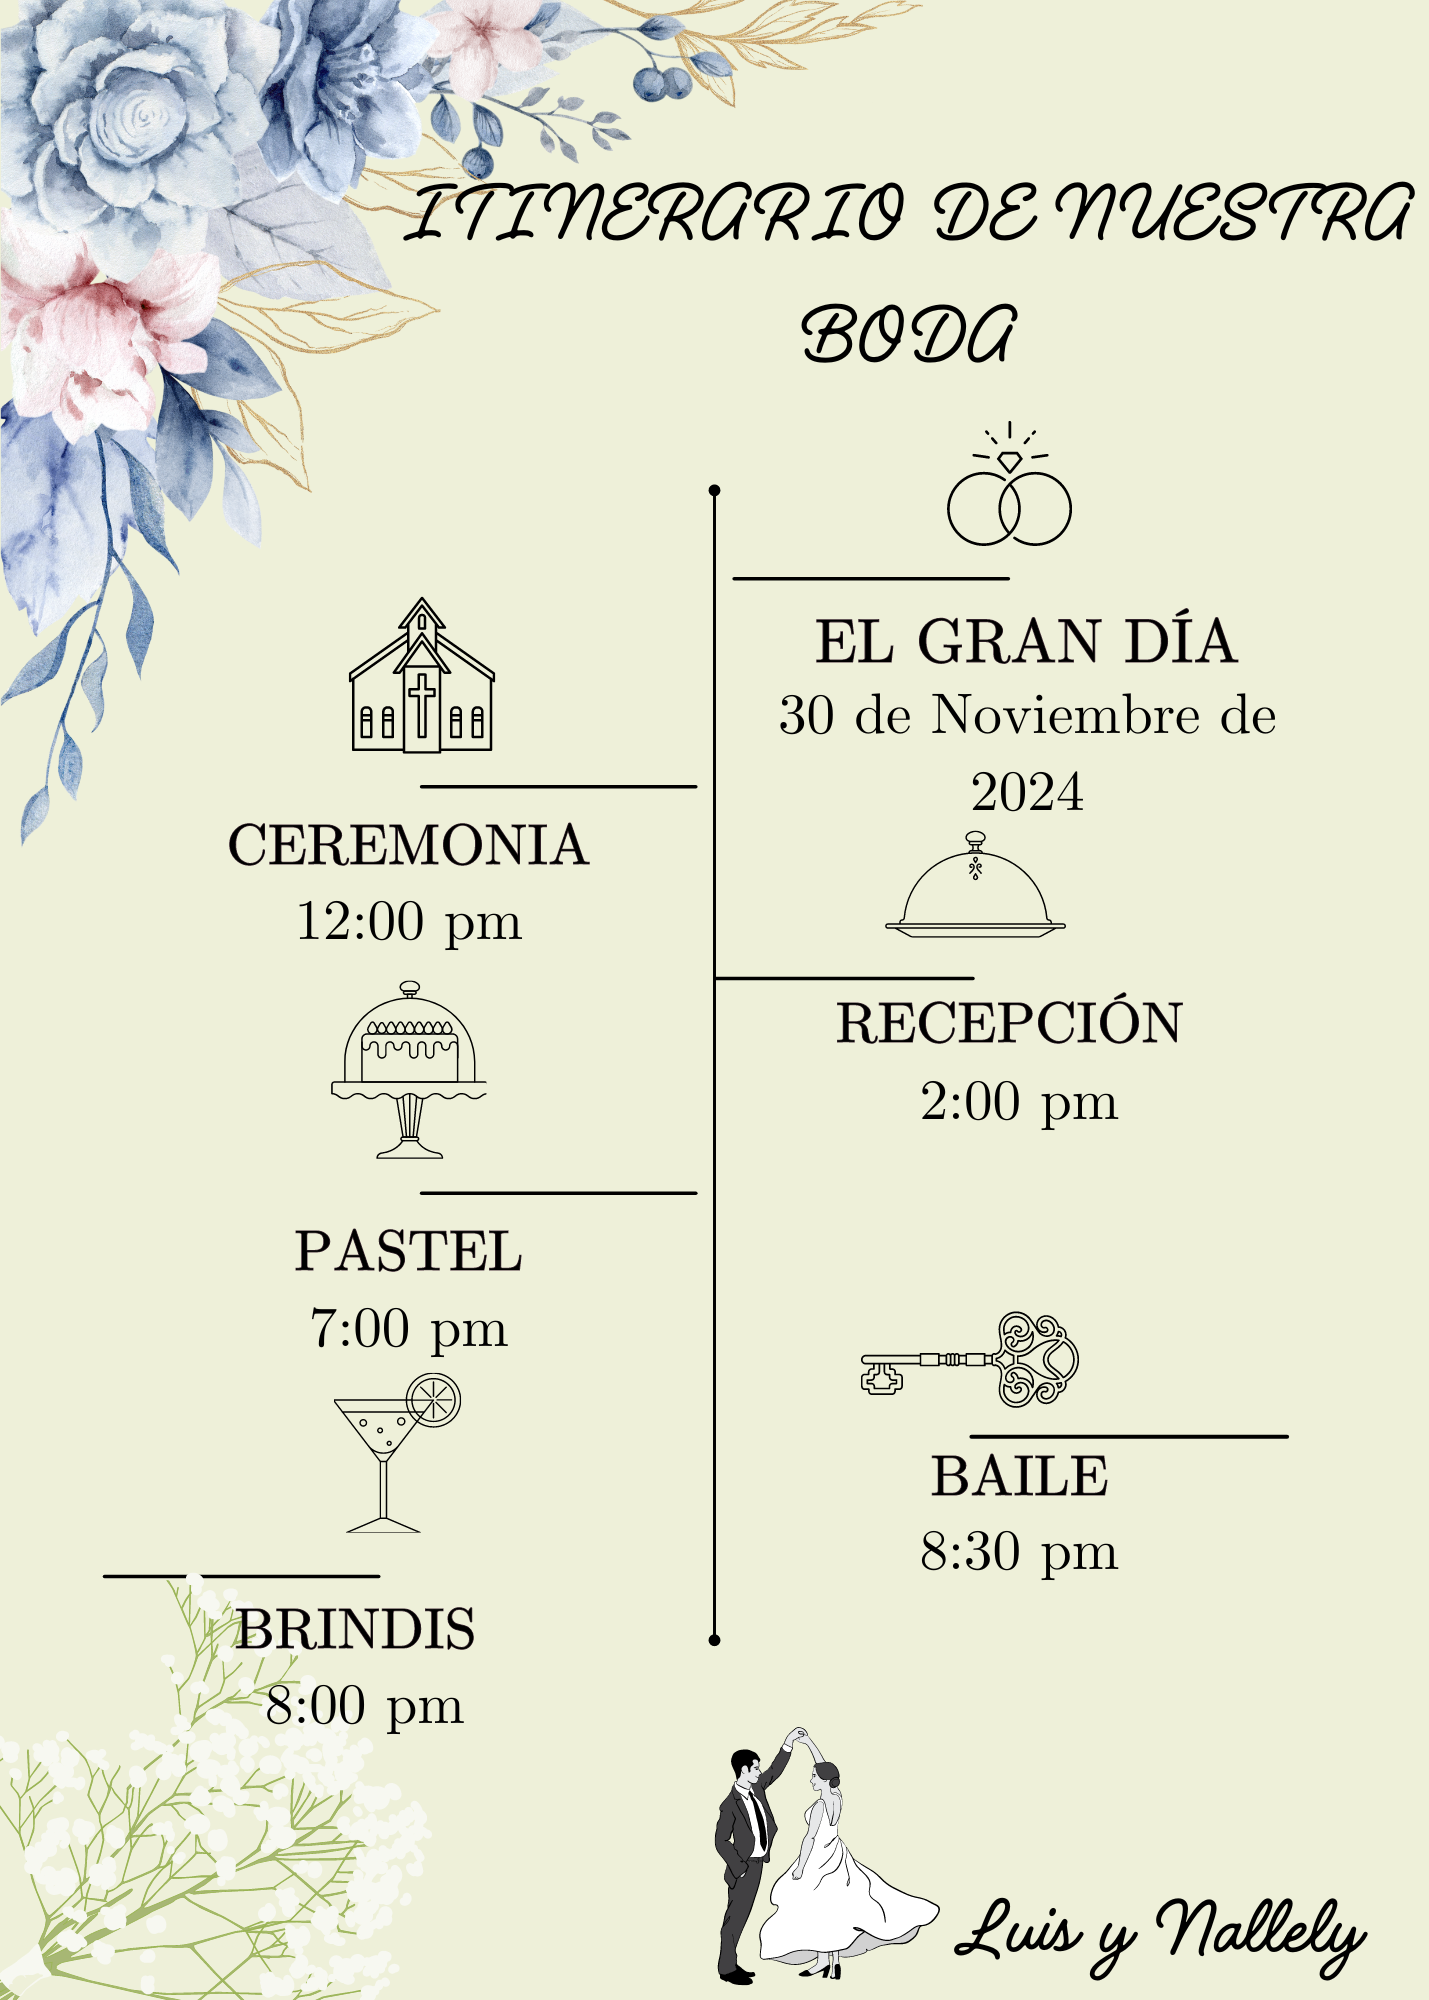 ITINERARIO DE NUESTRA
BODA
EL GRAN DÍA
30 de Noviembre de
2024
CEREMONIA
12:00 pm
RECEPCIÓN
2:00 pm
PASTEL
7:00 pm
BRINDIS
8:00 pm
BAILE
8:30 pm
Luis y Nallely